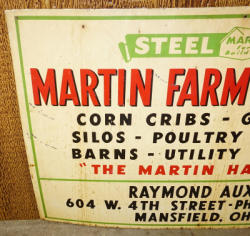 STEEL MAR
MARTIN FARM
CORN CRIBS - G
SILOS - POULTRY
BARNS - UTILITY
"THE MARTIN HA
RAYMOND AUX
604 W. 4TH STREET-PH
MANSFIELD, OH